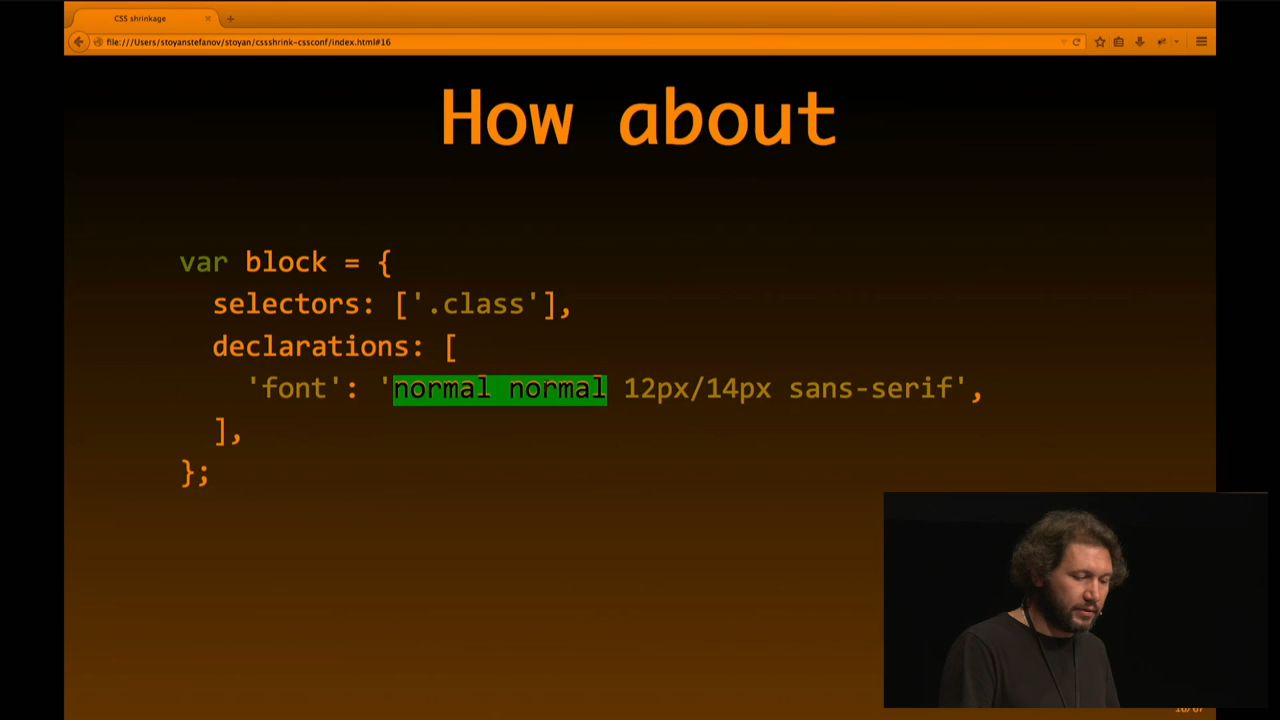 CSS shrinkage
file:///Users/stoyanstefanov/stoyan/cssshrink-cssconf/index.html#16
How about
var block = {
selectors: ['.class'],
declarations: [
'font': 'normal normal 12px/14px sans-serif',
],
};